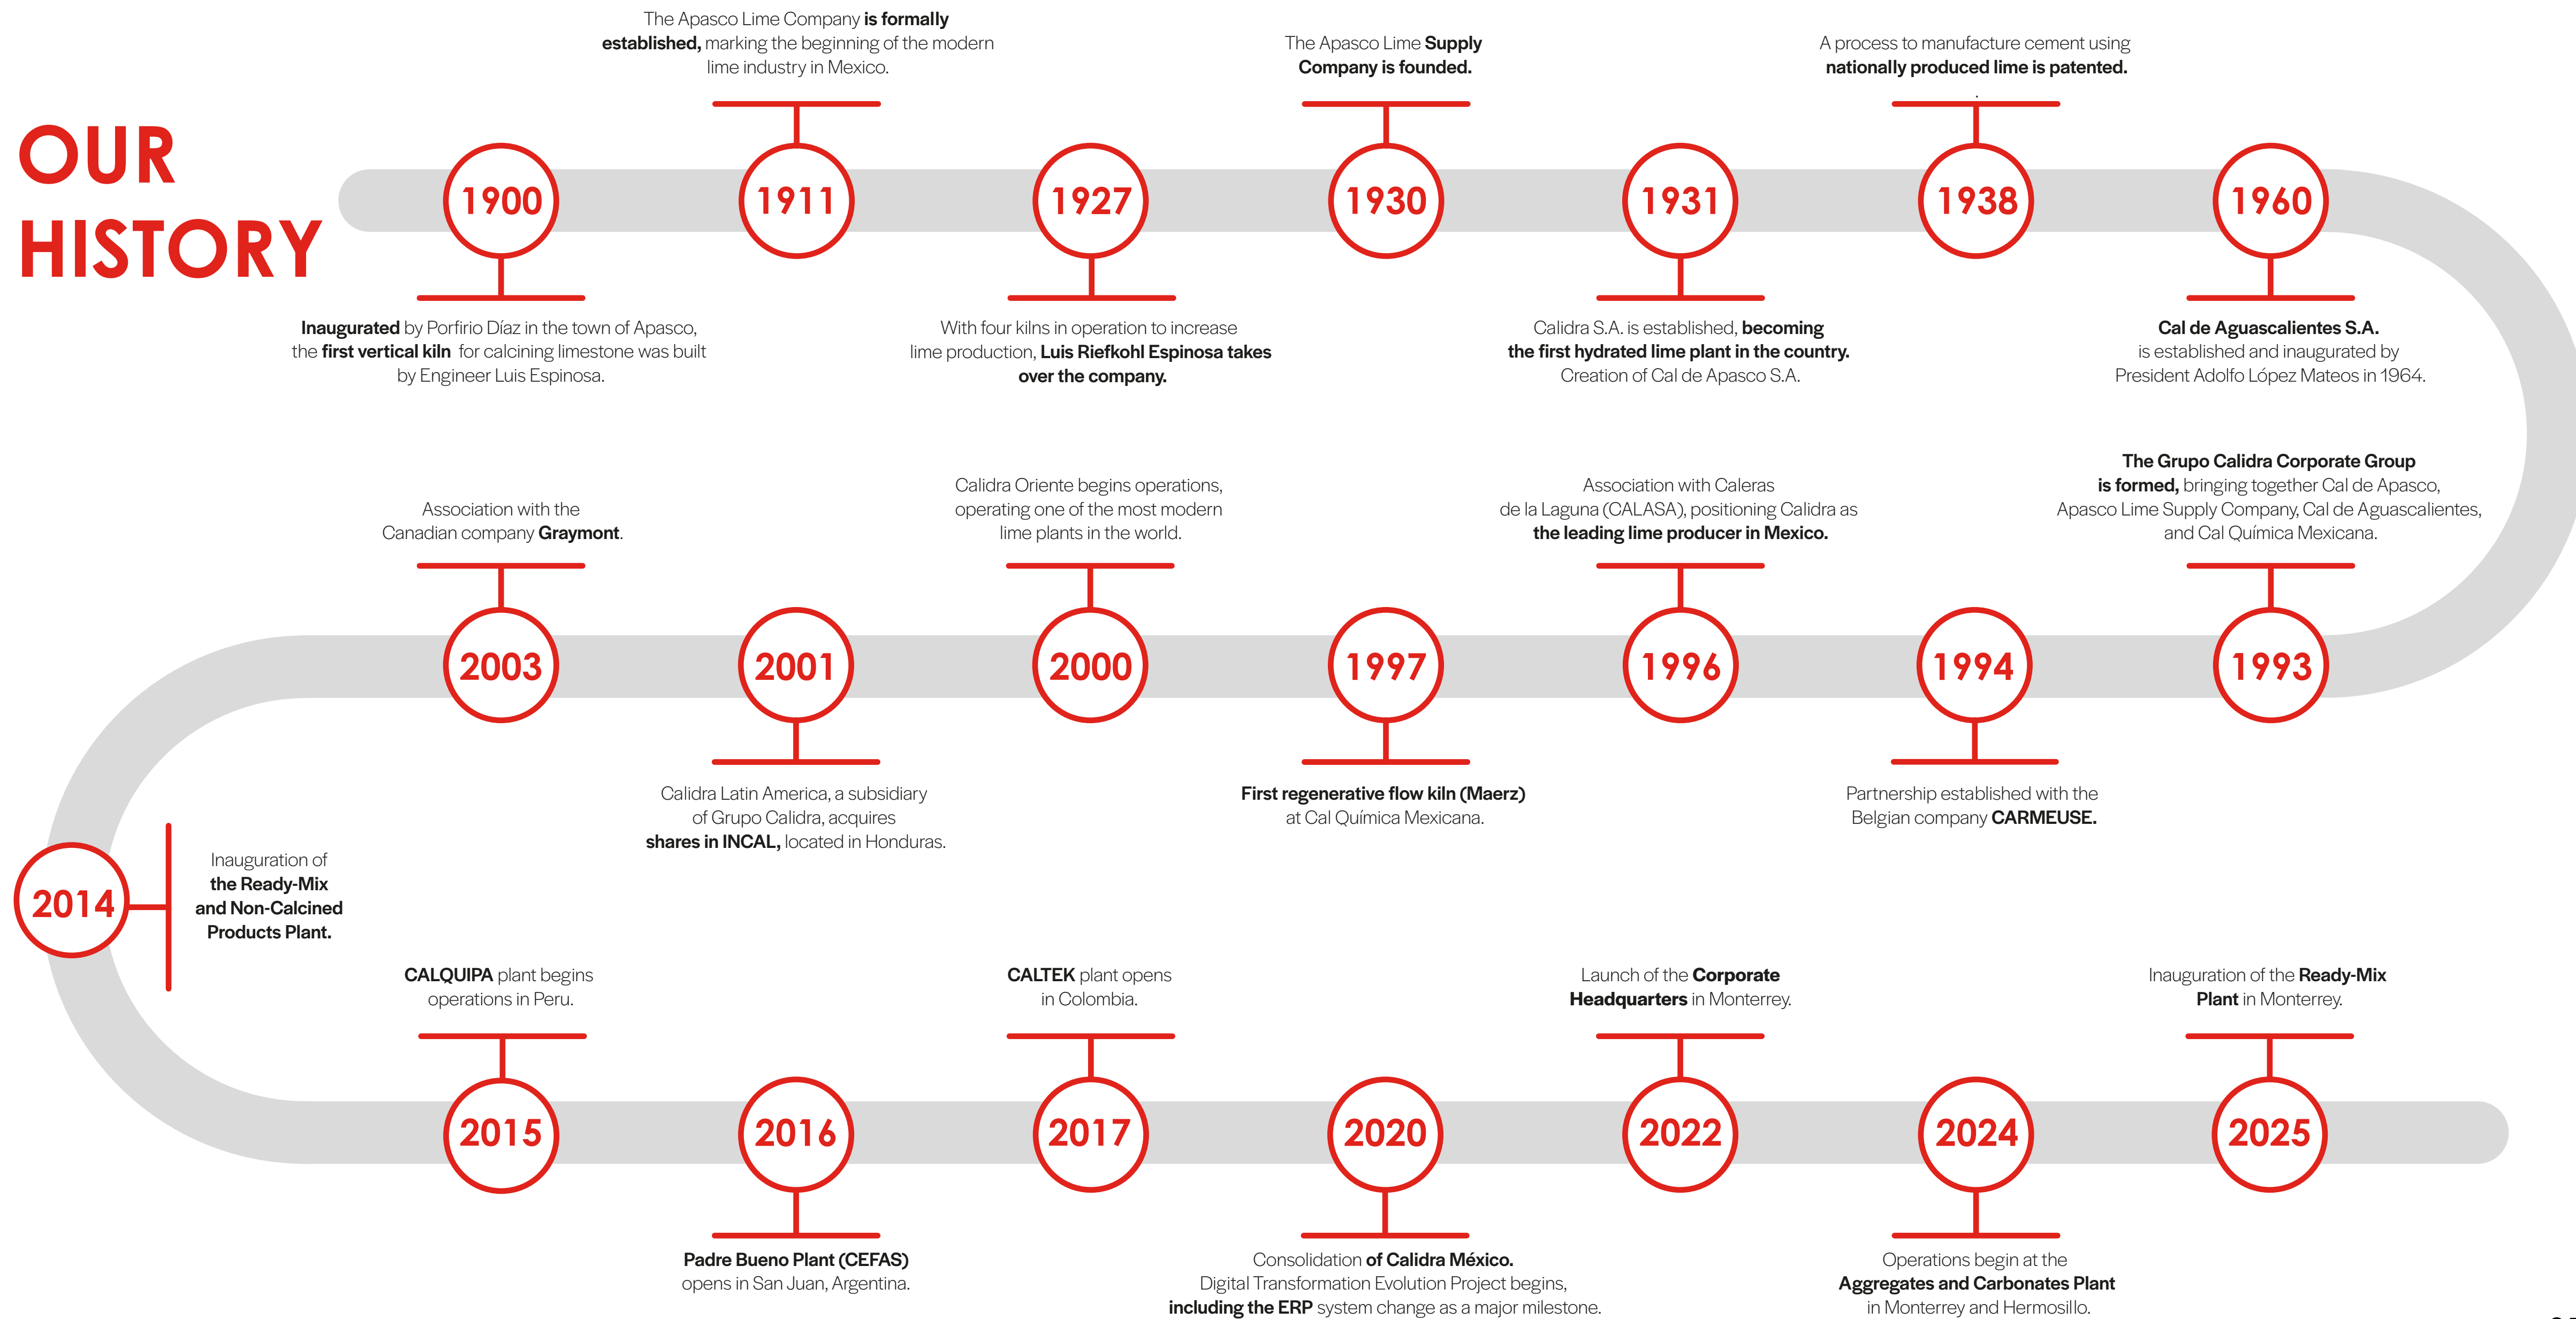 OUR
HISTORY
The Apasco Lime Company is formally
established, marking the beginning of the modern
lime industry in Mexico.
The Apasco Lime Supply
Company is founded.
A process to manufacture cement using
nationally produced lime is patented.
.
1900
1911
1927
1930
1931
1938
1960
Inaugurated by Porfirio Díaz in the town of Apasco,
the first vertical kiln for calcining limestone was built
by Engineer Luis Espinosa.
With four kilns in operation to increase
lime production, Luis Riefkohl Espinosa takes
over the company.
Calidra S.A. is established, becoming
the first hydrated lime plant in the country.
Creation of Cal de Apasco S.A.
Cal de Aguascalientes S.A.
is established and inaugurated by
President Adolfo López Mateos in 1964.
Association with the
Canadian company Graymont.
Calidra Oriente begins operations,
operating one of the most modern
lime plants in the world.
Association with Caleras
de la Laguna (CALASA), positioning Calidra as
the leading lime producer in Mexico.
The Grupo Calidra Corporate Group
is formed, bringing together Cal de Apasco,
Apasco Lime Supply Company, Cal de Aguascalientes,
and Cal Química Mexicana.
2003
2001
2000
1997
1996
1994
1993
Calidra Latin America, a subsidiary
of Grupo Calidra, acquires
shares in INCAL, located in Honduras.
First regenerative flow kiln (Maerz)
at Cal Química Mexicana.
Partnership established with the
Belgian company CARMEUSE.
2014
Inauguration of
the Ready-Mix
and Non-Calcined
Products Plant.
CALQUIPA plant begins
operations in Peru.
CALTEK plant opens
in Colombia.
Launch of the Corporate
Headquarters in Monterrey.
Inauguration of the Ready-Mix
Plant in Monterrey.
2015
2016
2017
2020
2022
2024
2025
Padre Bueno Plant (CEFAS)
opens in San Juan, Argentina.
Consolidation of Calidra México.
Digital Transformation Evolution Project begins,
including the ERP system change as a major milestone.
Operations begin at the
Aggregates and Carbonates Plant
in Monterrey and Hermosillo.